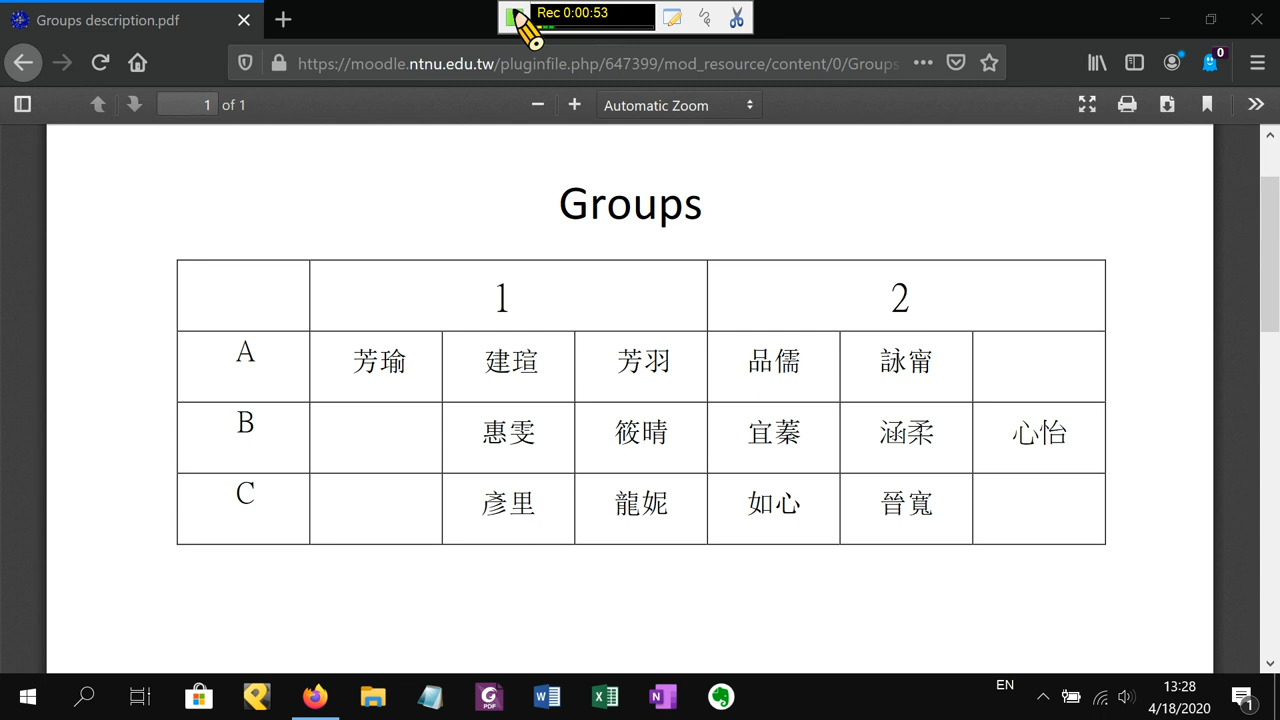 Groups description.pdf
Rec 0:00:53
https://moodle.ntnu.edu.tw/pluginfile.php/647399/mod_resource/content/0/Groups
0
1 of 1
Automatic Zoom
Groups
1 2
A 芳瑜 建瑄 芳羽 品儒 詠甯
B 惠雯 筱晴 宜蓁 涵柔 心怡
C 彥里 龍妮 如心 晉寬
PDF
EN
13:28
4/18/2020
1